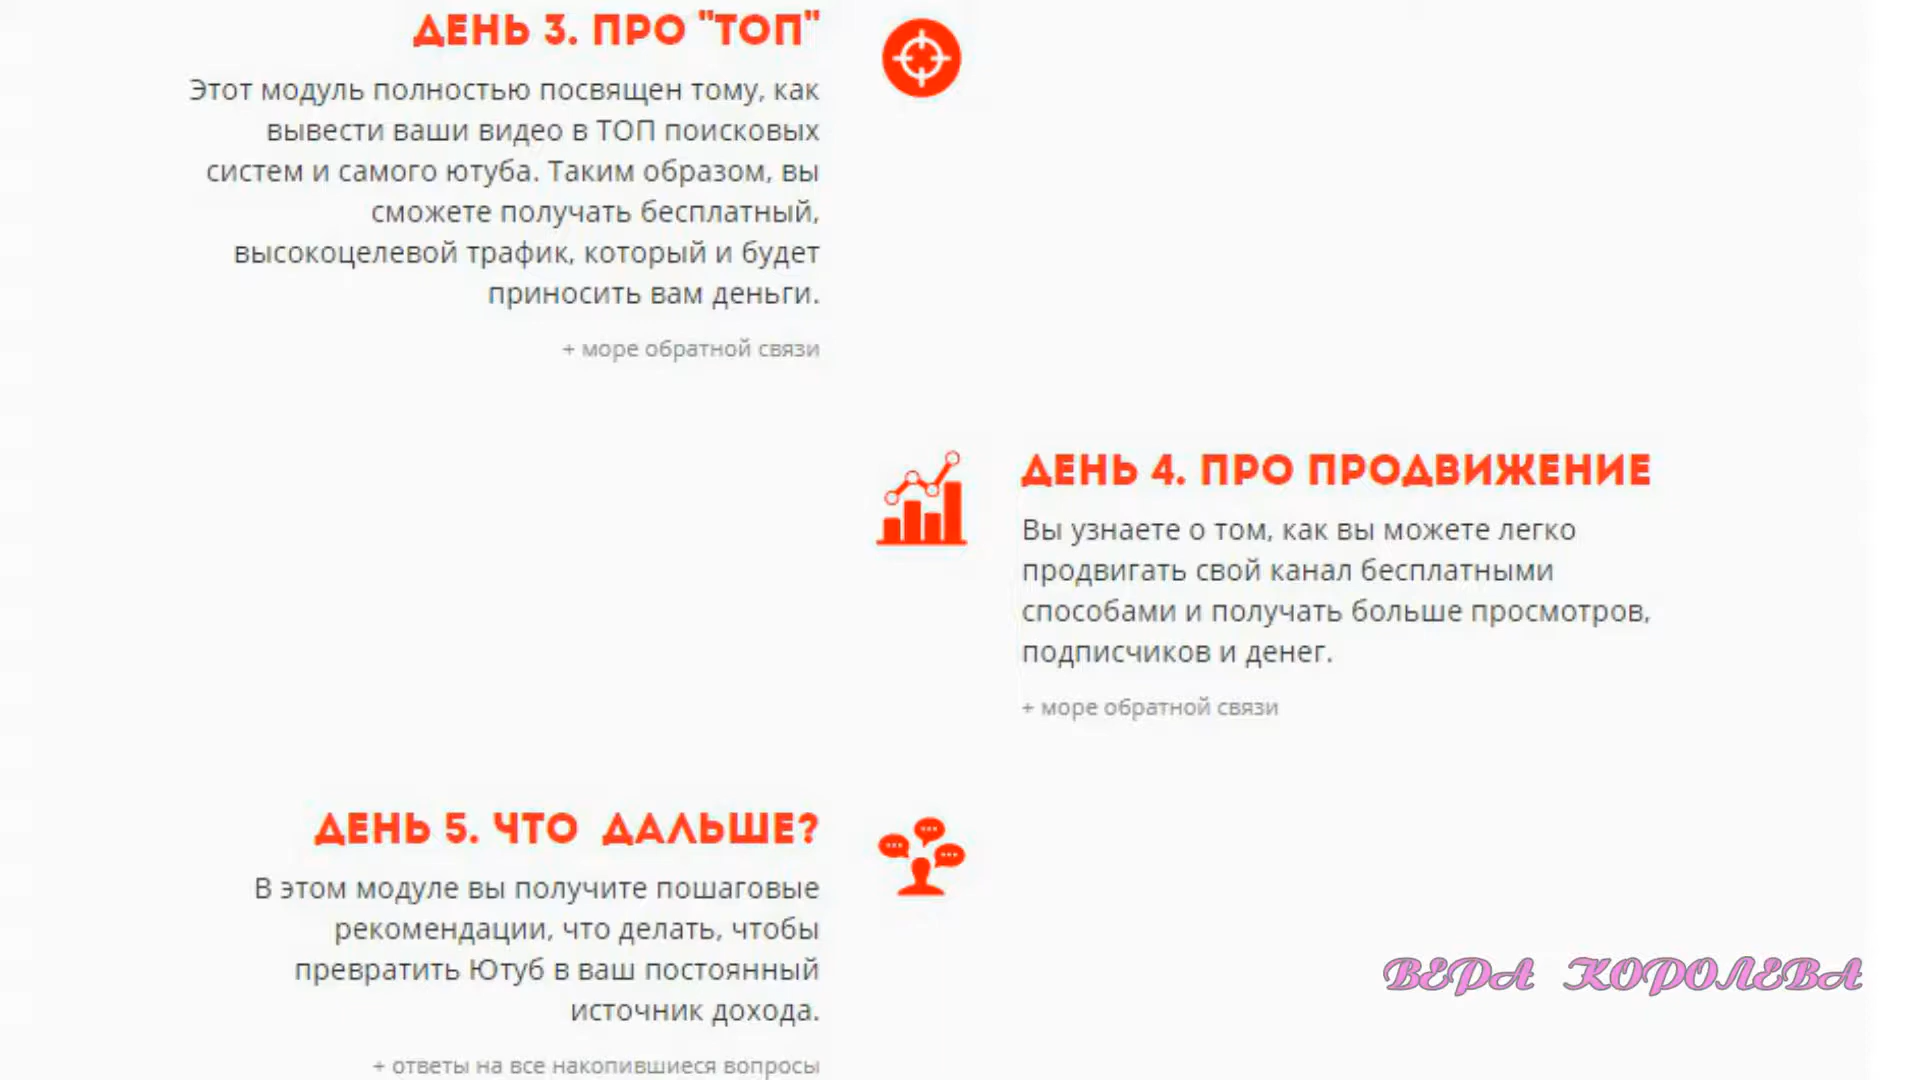 ДЕНЬ 3. ПРО "ТОП"
Этот модуль полностью посвящен тому, как
вывести ваши видео в ТОП поисковых
систем и самого ютуба. Таким образом, вы
сможете получать бесплатный,
высокоцелевой трафик, который и будет
приносить вам деньги.
+ море обратной связи
ДЕНЬ 4. ПРО ПРОДВИЖЕНИЕ
Вы узнаете о том, как вы можете легко
продвигать свой канал бесплатными
способами и получать больше просмотров,
подписчиков и денег.
+ море обратной связи
ДЕНЬ 5. ЧТО ДАЛЬШЕ?
В этом модуле вы получите пошаговые
рекомендации, что делать, чтобы
превратить Ютуб в ваш постоянный
источник дохода.
+ ответы на все накопившиеся вопросы
ВЕРА КОРОЛЕВА